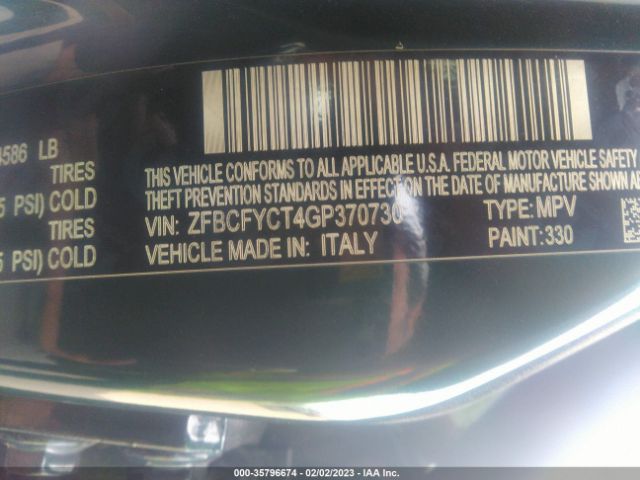 4586 LB
TIRES
5 PSI) COLD
TIRES
5 PSI) COLD
THIS VEHICLE CONFORMS TO ALL APPLICABLE U.S.A. FEDERAL MOTOR VEHICLE SAFETY
THEFT PREVENTION STANDARDS IN EFFECT ON THE DATE OF MANUFACTURE SHOWN AB
VIN: ZFBCFYCT4GP370730 TYPE: MPV
VEHICLE MADE IN: ITALY PAINT: 330
000-35796674 - 02/02/2023 - IAA Inc.